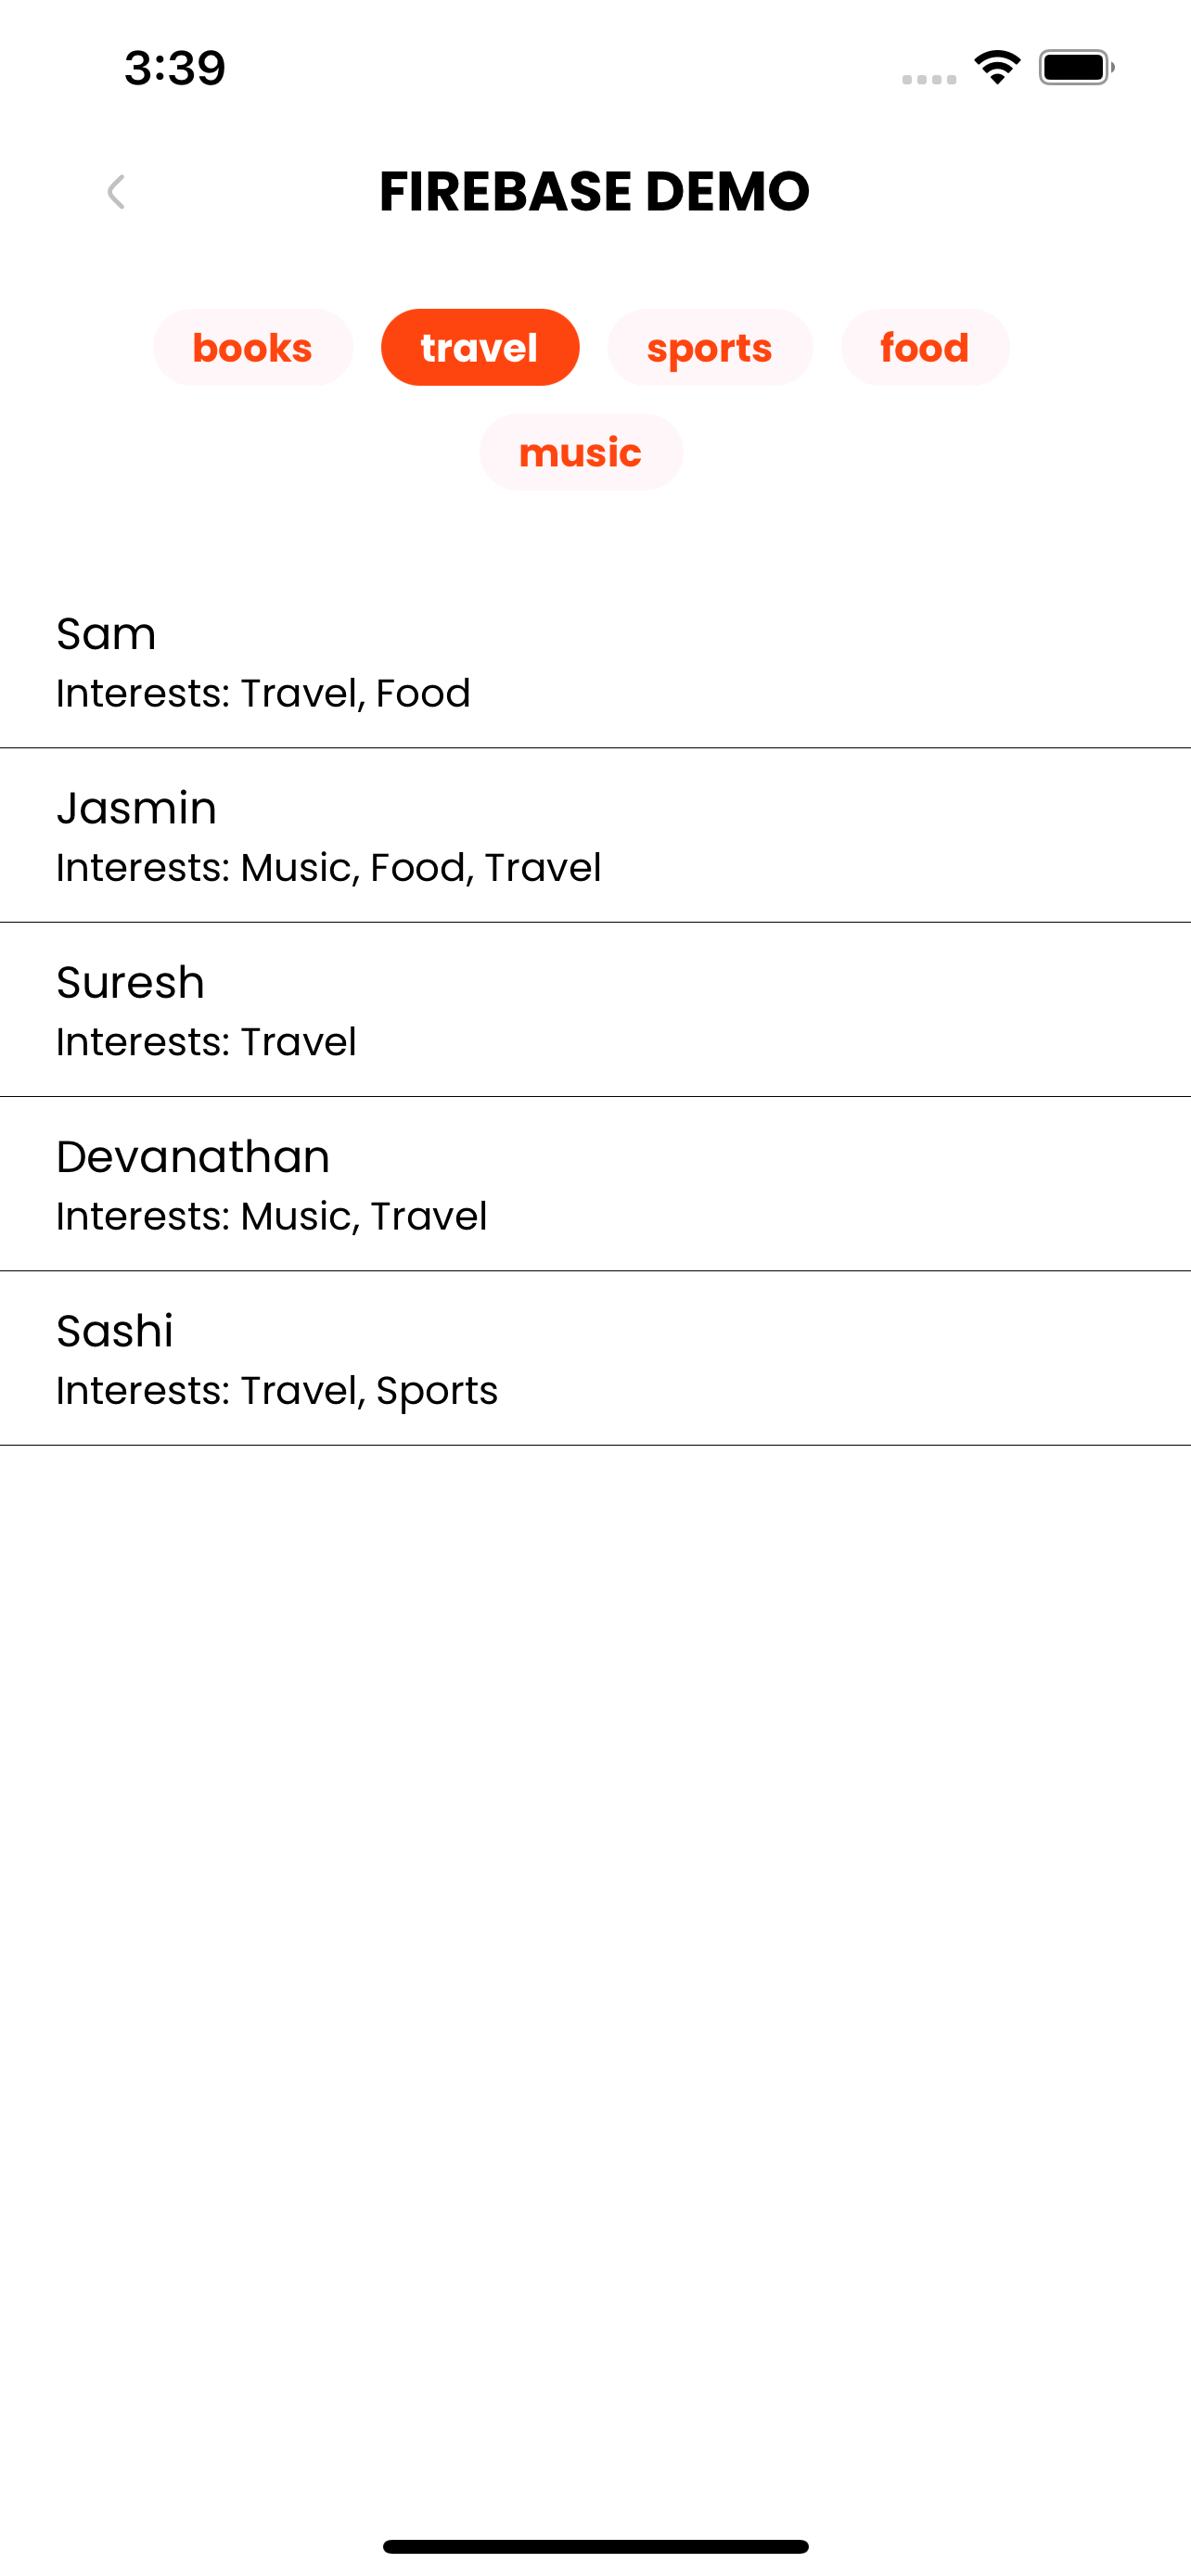 3:39
FIREBASE DEMO
books travel sports food
music
Sam
Interests: Travel, Food
Jasmin
Interests: Music, Food, Travel
Suresh
Interests: Travel
Devanathan
Interests: Music, Travel
Sashi
Interests: Travel, Sports